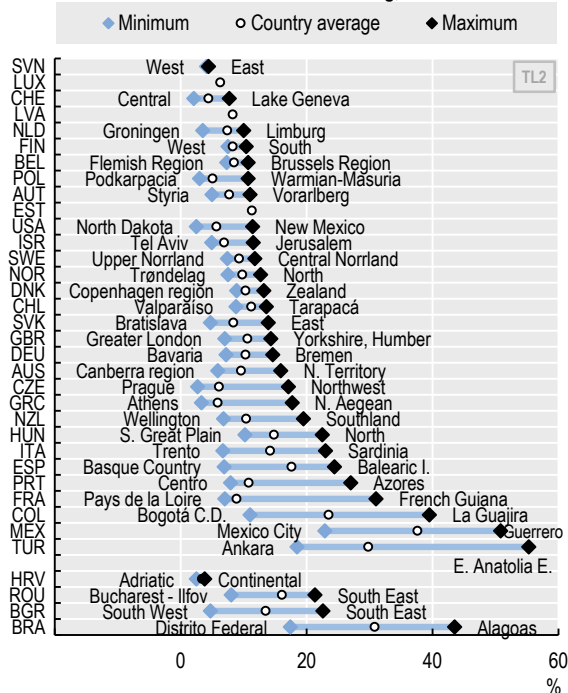 Minimum Country average Maximum
TL2
SVN West East
LUX
CHE Central Lake Geneva
LVA
NLD Groningen Limburg
FIN West South
BEL Flemish Region Brussels Region
POL Podkarpacia Warmian-Masuria
AUT Styria Vorarlberg
EST
USA North Dakota New Mexico
ISR Tel Aviv Jerusalem
SWE Upper Norrland Central Norrland
NOR Trøndelag North
DNK Copenhagen region Zealand
CHL Valparaíso Tarapacá
SVK Bratislava East
GBR Greater London Yorkshire, Humber
DEU Bavaria Bremen
AUS Canberra region N. Territory
CZE Prague Northwest
GRC Athens N. Aegean
NZL Wellington Southland
HUN S. Great Plain North
ITA Trento Sardinia
ESP Basque Country Balearic I.
PRT Centro Azores
FRA Pays de la Loire French Guiana
COL Bogotá C.D. La Guajira
MEX Mexico City Guerrero
TUR Ankara
E. Anatolia E.
HRV Adriatic Continental
ROU Bucharest - Ilfov South East
BGR South West South East
BRA Distrito Federal Alagoas
0 20 40 60
%